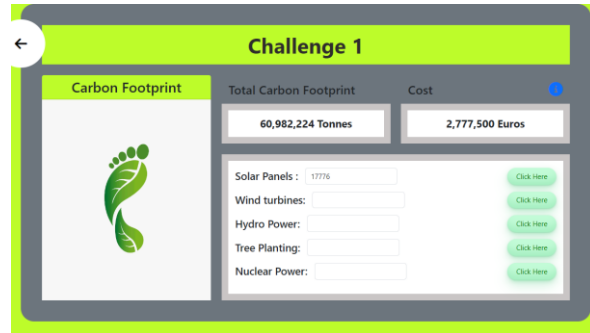 Challenge 1
Carbon Footprint
Total Carbon Footprint
Cost
60,982,224 Tonnes
2,777,500 Euros
Solar Panels : 17776 Click Here
Wind turbines: Click Here
Hydro Power: Click Here
Tree Planting: Click Here
Nuclear Power: Click Here